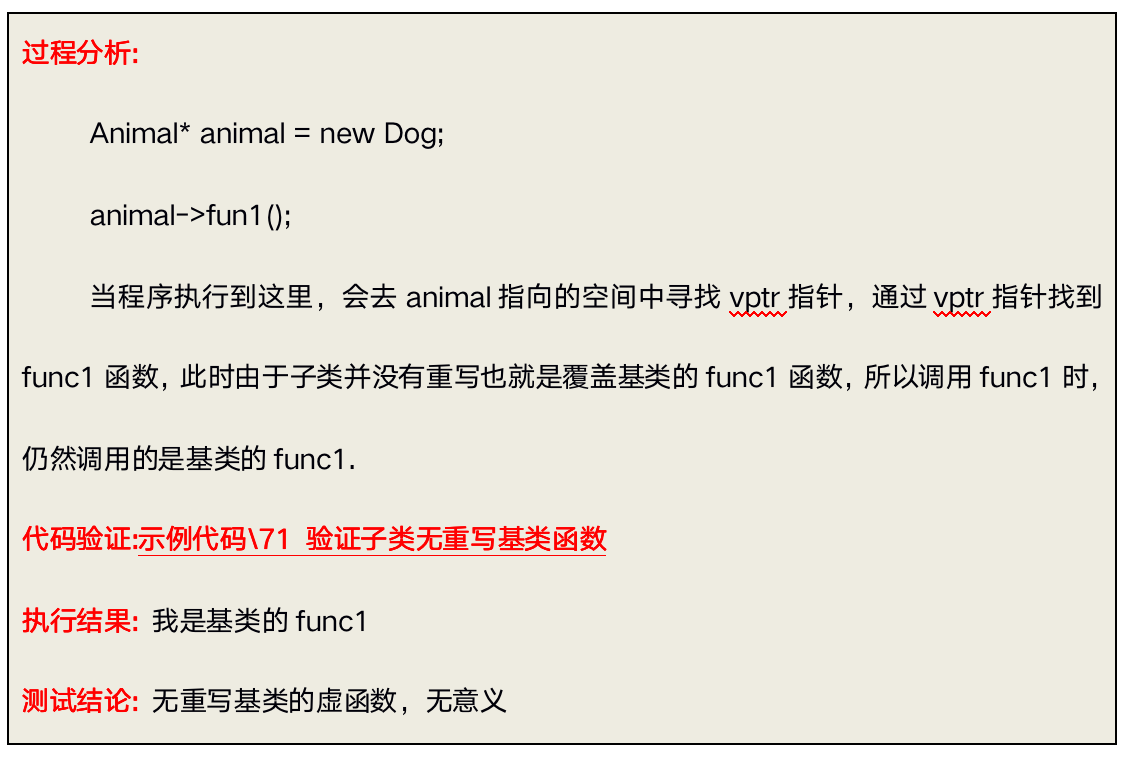 过程分析:
Animal* animal = new Dog;
animal->fun1();
当程序执行到这里，会去 animal 指向的空间中寻找 vptr 指针，通过 vptr 指针找到
func1 函数, 此时由于子类并没有重写也就是覆盖基类的 func1 函数, 所以调用 func1 时,
仍然调用的是基类的 func1.
代码验证:示例代码\71 验证子类无重写基类函数
执行结果: 我是基类的 func1
测试结论: 无重写基类的虚函数，无意义